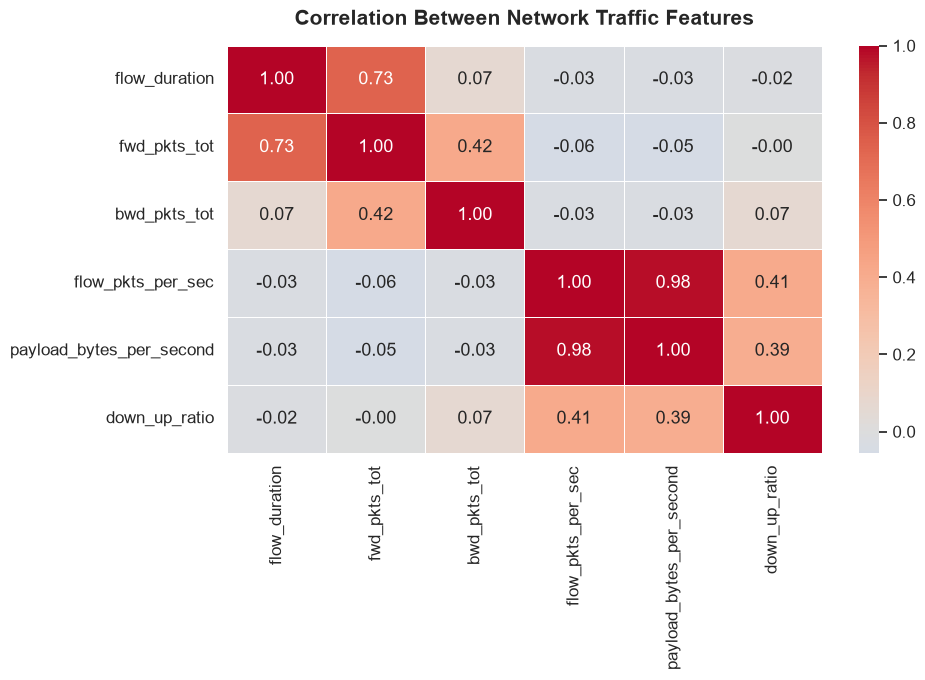 Correlation Between Network Traffic Features
flow_duration 1.00 0.73 0.07 -0.03 -0.03 -0.02
fwd_pkts_tot 0.73 1.00 0.42 -0.06 -0.05 -0.00
bwd_pkts_tot 0.07 0.42 1.00 -0.03 -0.03 0.07
flow_pkts_per_sec -0.03 -0.06 -0.03 1.00 0.98 0.41
payload_bytes_per_second -0.03 -0.05 -0.03 0.98 1.00 0.39
down_up_ratio -0.02 -0.00 0.07 0.41 0.39 1.00
flow_duration
fwd_pkts_tot
bwd_pkts_tot
flow_pkts_per_sec
payload_bytes_per_second
down_up_ratio
1.0
0.8
0.6
0.4
0.2
0.0